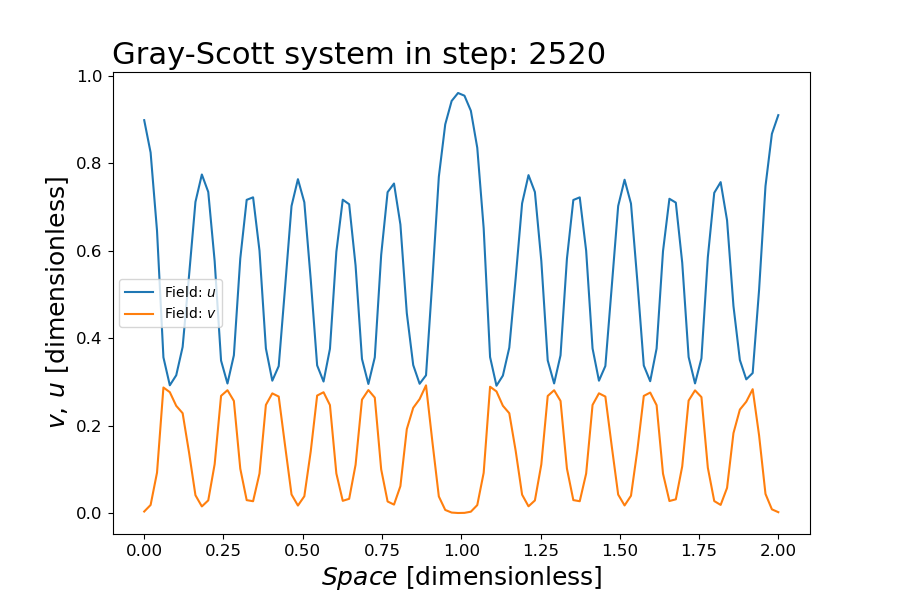 Gray-Scott system in step: 2520
1.0
0.8
0.6
0.4
0.2
0.0
v, u [dimensionless]
Field: u
Field: v
0.00 0.25 0.50 0.75 1.00 1.25 1.50 1.75 2.00
Space [dimensionless]